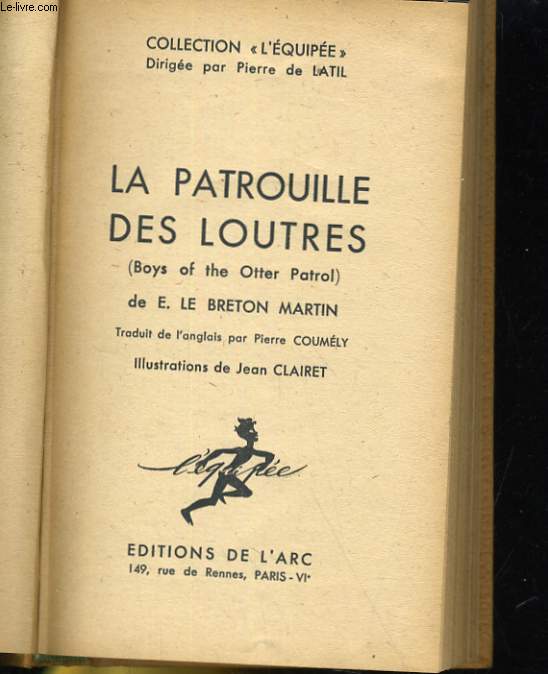 Le-livre.com
COLLECTION « L'ÉQUIPÉE »
Dirigée par Pierre de LATIL
LA PATROUILLE
DES LOUTRES
(Boys of the Otter Patrol)
de E. LE BRETON MARTIN
Traduit de l'anglais par Pierre COUMÉLY
Illustrations de Jean CLAIRET
l'équipée
EDITIONS DE L'ARC
149, rue de Rennes, PARIS-VIᵉ